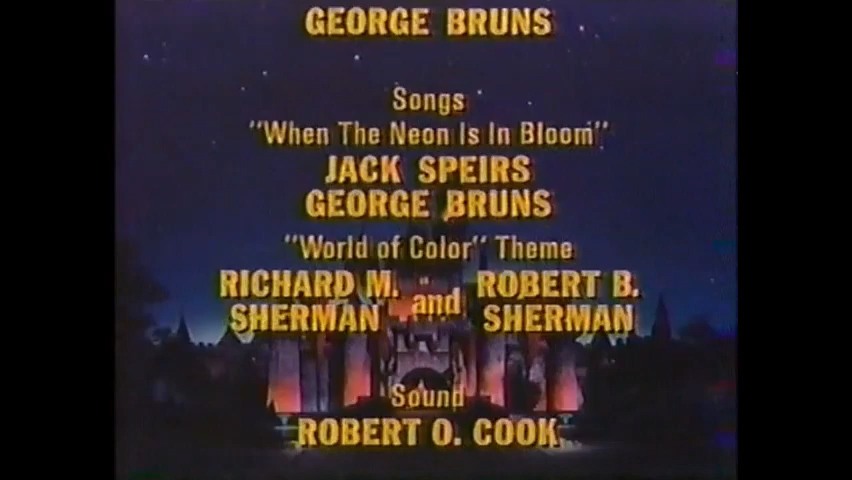 GEORGE BRUNS
Songs
"When The Neon Is In Bloom"
JACK SPEIRS
GEORGE BRUNS
"World of Color" Theme
RICHARD M. SHERMAN and ROBERT B. SHERMAN
Sound
ROBERT O. COOK